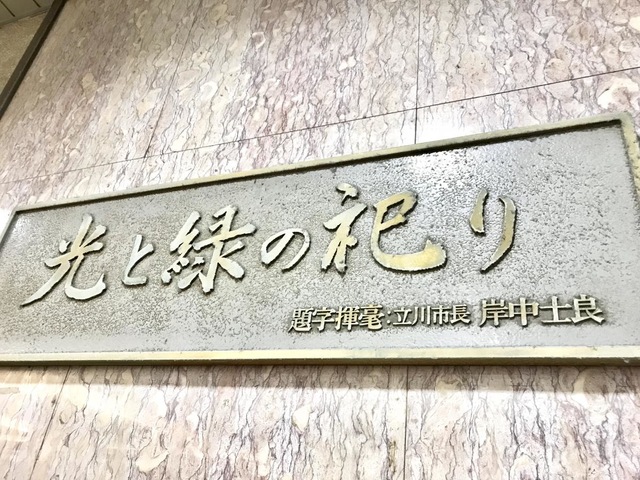 光と緑の祀り
題字揮毫:立川市長 岸中士良